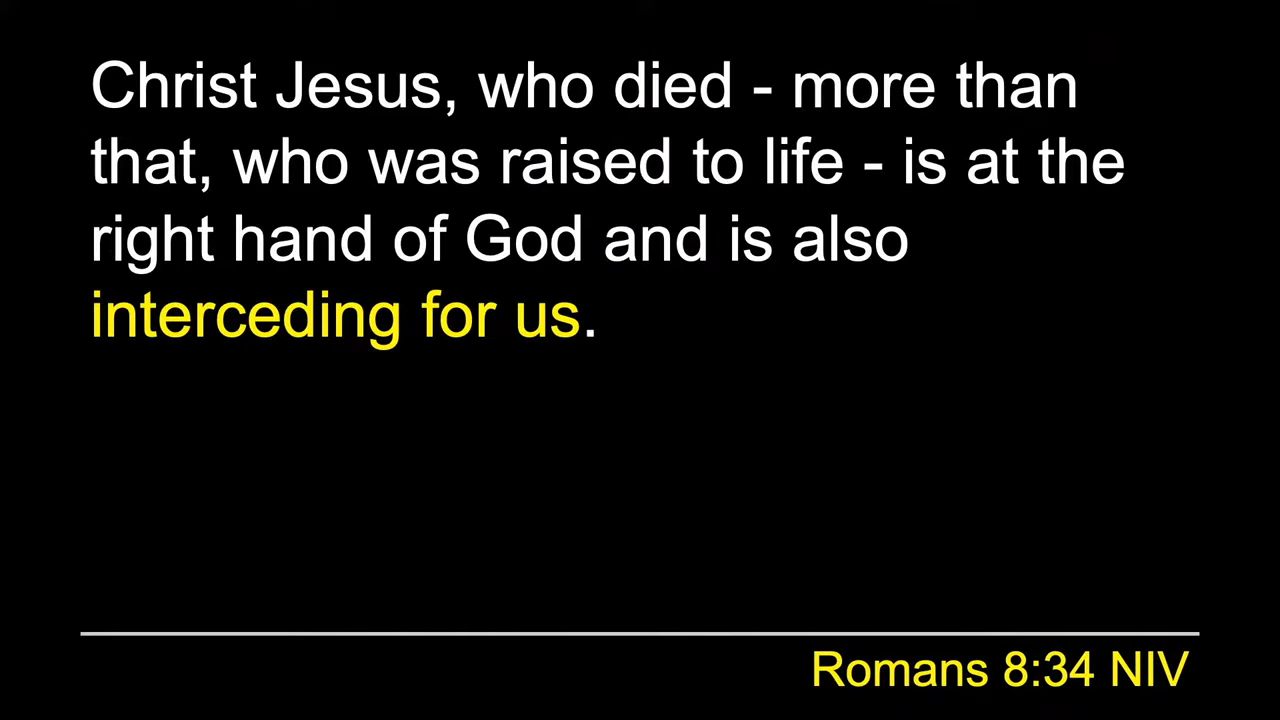 Christ Jesus, who died - more than
that, who was raised to life - is at the
right hand of God and is also
interceding for us.
Romans 8:34 NIV